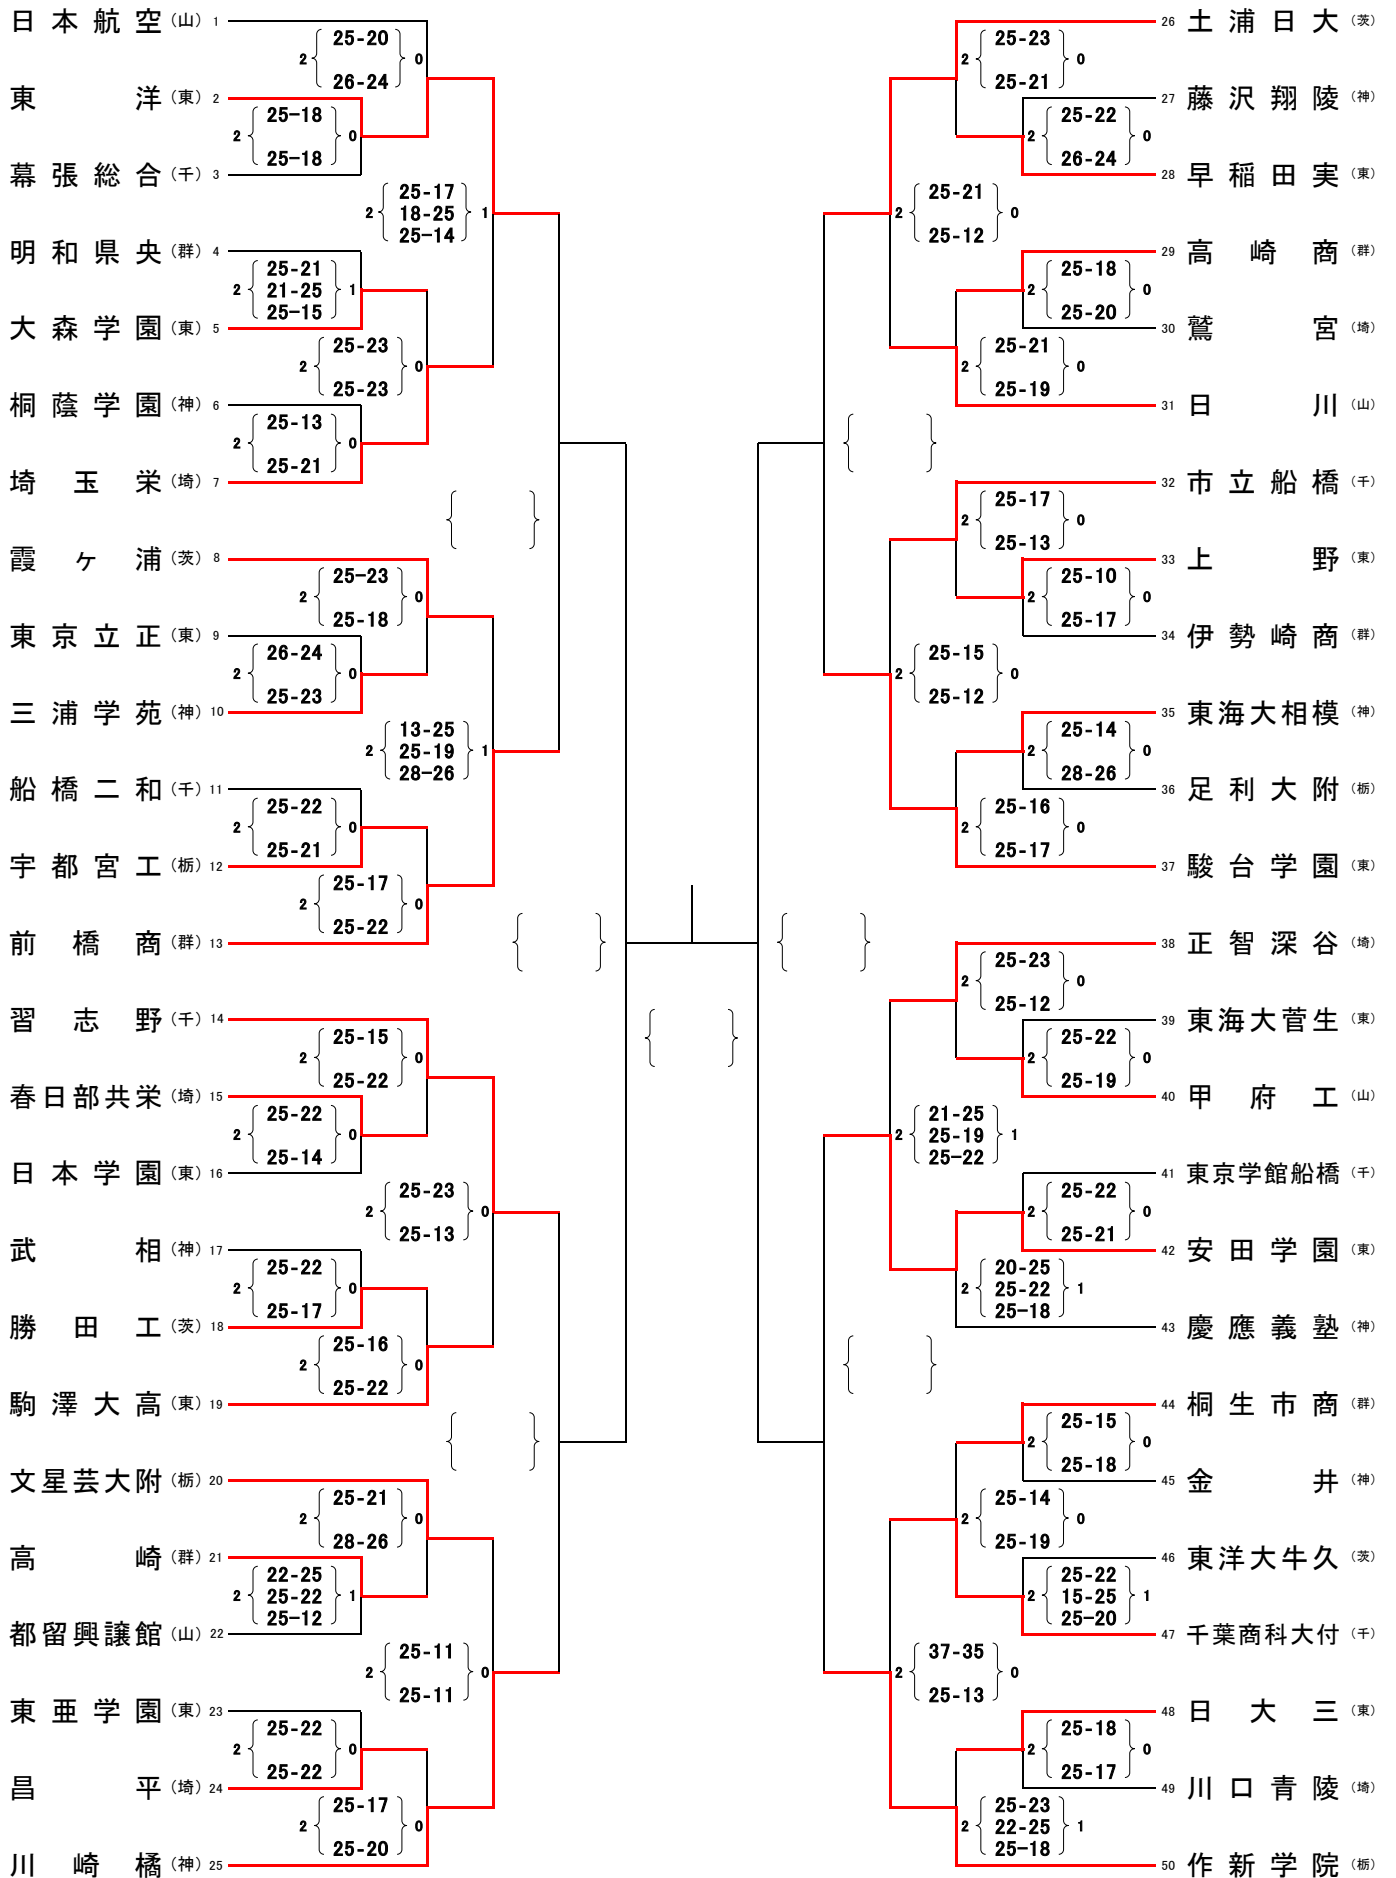 日本航空 （山） 1
東洋 （東） 2
幕張総合 （千） 3
明和県央 （群） 4
大森学園 （東） 5
桐蔭学園 （神） 6
埼玉栄 （埼） 7
霞ヶ浦 （茨） 8
東京立正 （東） 9
三浦学苑 （神） 10
船橋二和 （千） 11
宇都宮工 （栃） 12
前橋商 （群） 13
習志野 （千） 14
春日部共栄 （埼） 15
日本学園 （東） 16
武相 （神） 17
勝田工 （茨） 18
駒澤大高 （東） 19
文星芸大附 （栃） 20
高崎 （群） 21
都留興譲館 （山） 22
東亜学園 （東） 23
昌平 （埼） 24
川崎橘 （神） 25
25-20
2 0
26-24
25-18
2 0
25-18
25-17
2 18-25 1
25-14
25-21
2 21-25 1
25-15
25-23
2 0
25-23
25-13
2 0
25-21
25-23
2 0
25-18
26-24
2 0
25-23
13-25
2 25-19 1
28-26
25-22
2 0
25-21
25-17
2 0
25-22
25-15
2 0
25-22
25-22
2 0
25-14
25-23
2 0
25-13
25-22
2 0
25-17
25-16
2 0
25-22
25-21
2 0
28-26
22-25
2 25-22 1
25-12
25-11
2 0
25-11
25-22
2 0
25-22
25-17
2 0
25-20
26 土浦日大 （茨）
27 藤沢翔陵 （神）
28 早稲田実 （東）
29 高崎商 （群）
30 鷲宮 （埼）
31 日川 （山）
32 市立船橋 （千）
33 上野 （東）
34 伊勢崎商 （群）
35 東海大相模 （神）
36 足利大附 （栃）
37 駿台学園 （東）
38 正智深谷 （埼）
39 東海大菅生 （東）
40 甲府工 （山）
41 東京学館船橋 （千）
42 安田学園 （東）
43 慶應義塾 （神）
44 桐生市商 （群）
45 金井 （神）
46 東洋大牛久 （茨）
47 千葉商科大付 （千）
48 日大三 （東）
49 川口青陵 （埼）
50 作新学院 （栃）
25-23
2 0
25-21
25-22
2 0
26-24
25-21
2 0
25-12
25-18
2 0
25-20
25-21
2 0
25-19
25-17
2 0
25-13
25-10
2 0
25-17
25-15
2 0
25-12
25-14
2 0
28-26
25-16
2 0
25-17
25-23
2 0
25-12
25-22
2 0
25-19
21-25
2 25-19 1
25-22
25-22
2 0
25-21
20-25
2 25-22 1
25-18
25-15
2 0
25-18
25-14
2 0
25-19
25-22
2 15-25 1
25-20
37-35
2 0
25-13
25-18
2 0
25-17
25-23
2 22-25 1
25-18